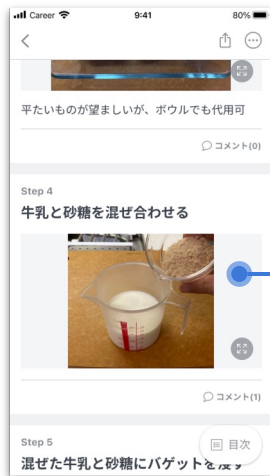 Career 9:41 80%
平たいものが望ましいが、ボウルでも代用可
コメント(0)
Step 4
牛乳と砂糖を混ぜ合わせる
コメント(1)
Step 5
混ぜた牛乳と砂糖にバゲットを浸す
目次